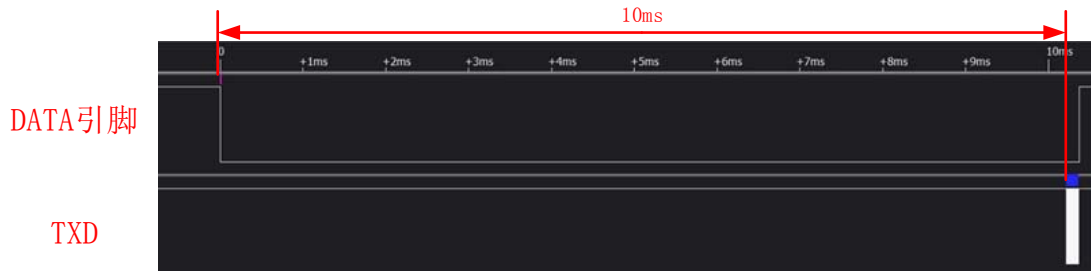 10ms
0 +1ms +2ms +3ms +4ms +5ms +6ms +7ms +8ms +9ms 10ms
DATA引脚
TXD